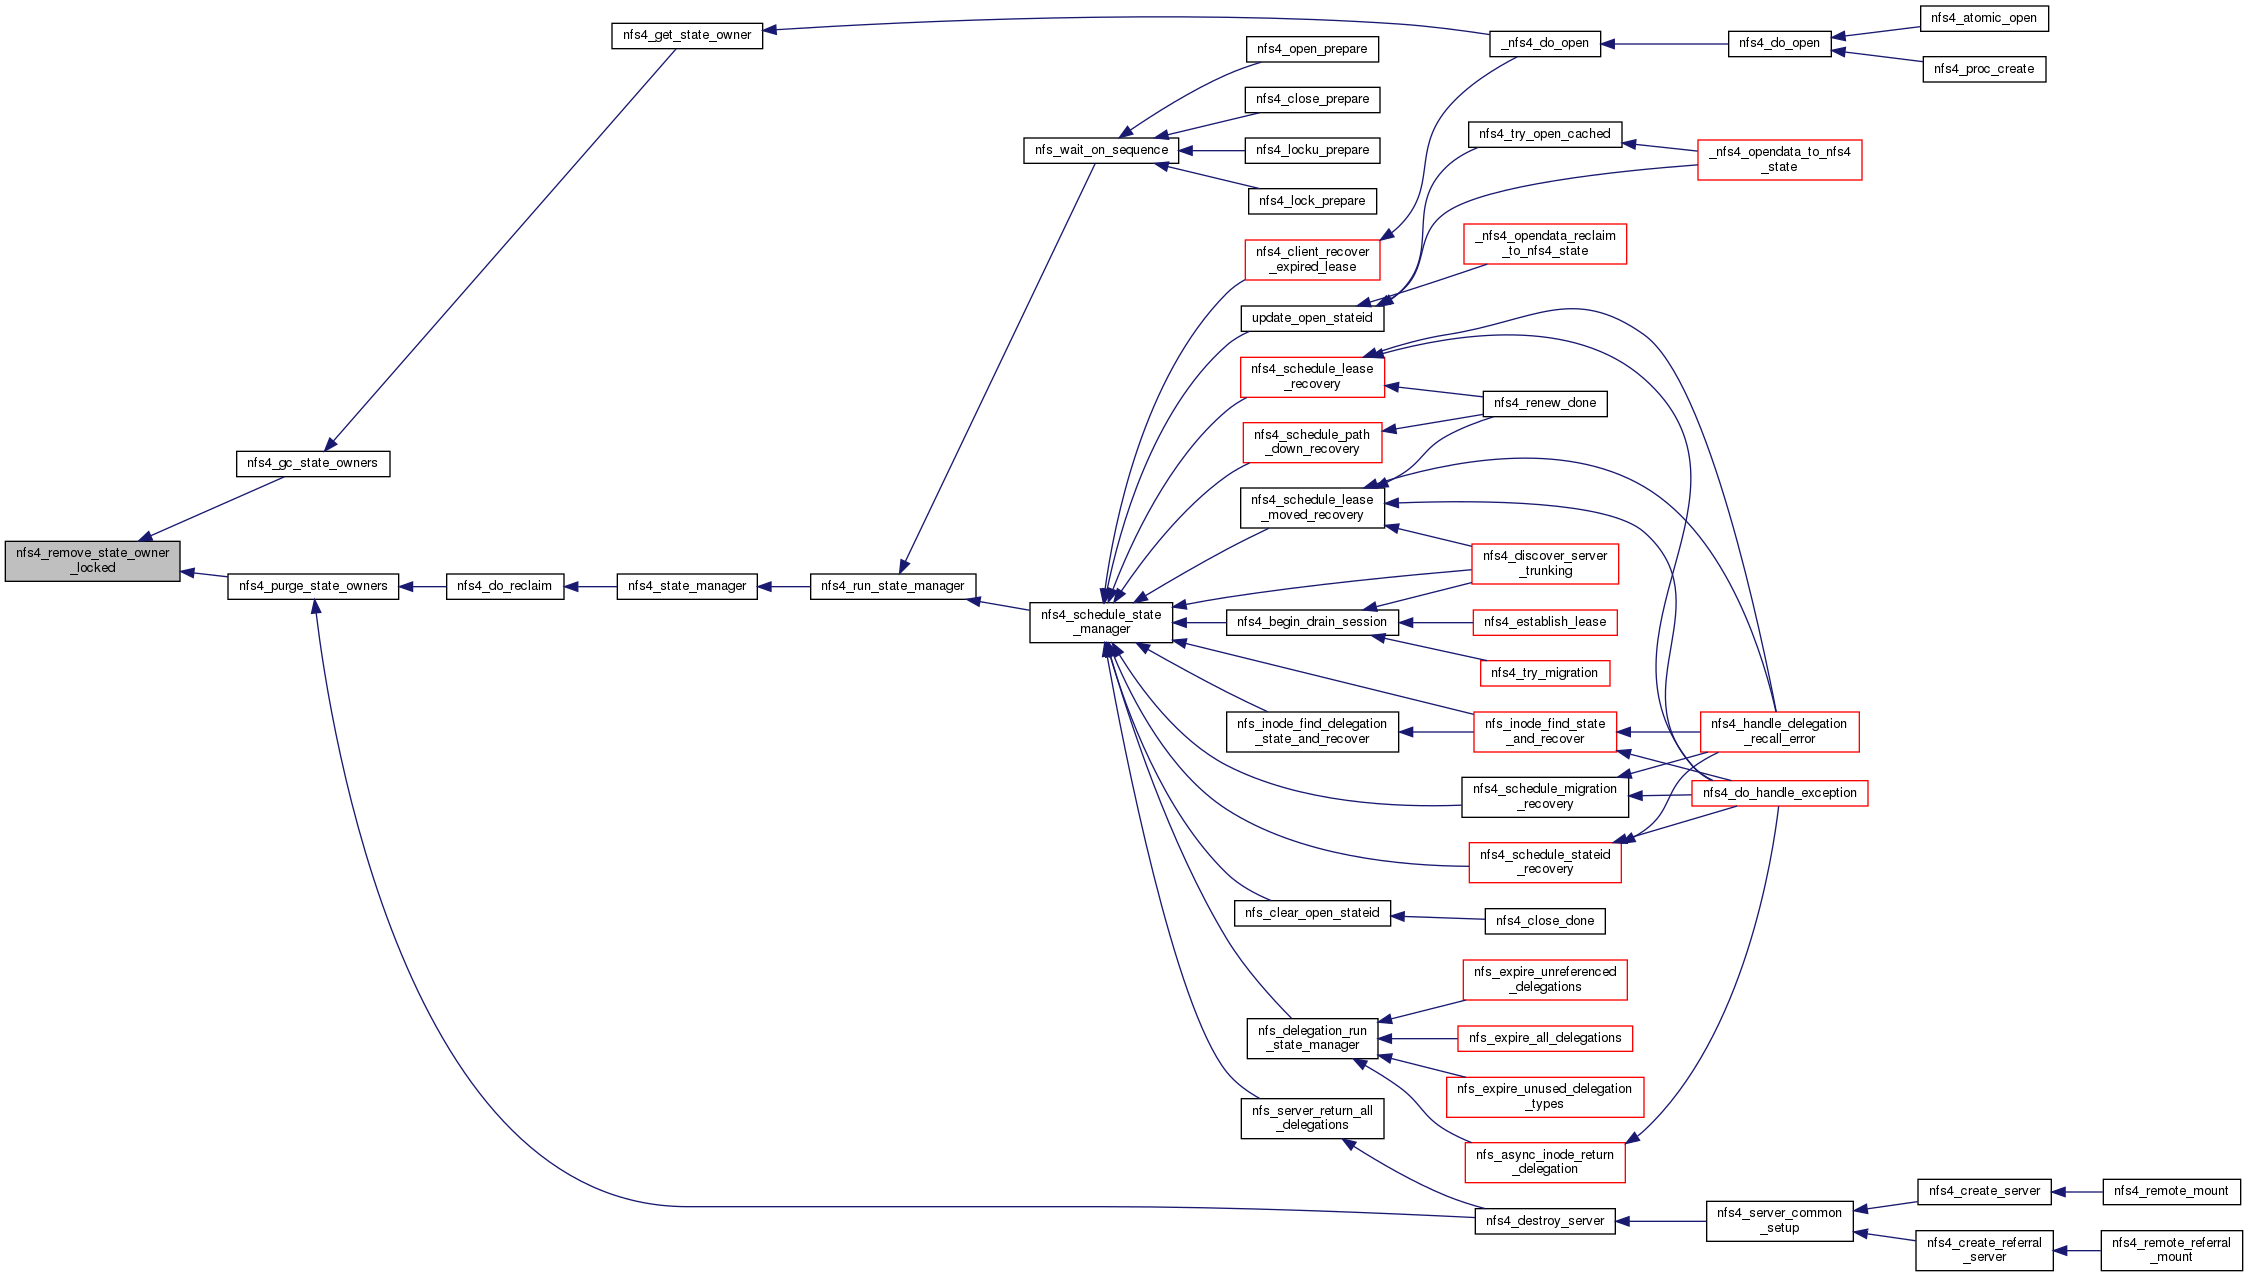 nfs4_remove_state_owner
_locked
nfs4_gc_state_owners
nfs4_purge_state_owners
nfs4_get_state_owner
nfs4_do_reclaim
nfs4_state_manager
nfs4_run_state_manager
nfs_wait_on_sequence
nfs4_schedule_state
_manager
nfs4_open_prepare
nfs4_close_prepare
nfs4_locku_prepare
nfs4_lock_prepare
nfs4_client_recover
_expired_lease
update_open_stateid
nfs4_schedule_lease
_recovery
nfs4_schedule_path
_down_recovery
nfs4_schedule_lease
_moved_recovery
nfs4_begin_drain_session
nfs_inode_find_delegation
_state_and_recover
nfs_clear_open_stateid
nfs_delegation_run
_state_manager
nfs_server_return_all
_delegations
_nfs4_do_open
nfs4_try_open_cached
_nfs4_opendata_reclaim
_to_nfs4_state
nfs4_renew_done
nfs4_discover_server
_trunking
nfs4_establish_lease
nfs4_try_migration
nfs_inode_find_state
_and_recover
nfs4_schedule_migration
_recovery
nfs4_schedule_stateid
_recovery
nfs4_close_done
nfs_expire_unreferenced
_delegations
nfs_expire_all_delegations
nfs_expire_unused_delegation
_types
nfs_async_inode_return
_delegation
nfs4_destroy_server
nfs4_do_open
_nfs4_opendata_to_nfs4
_state
nfs4_handle_delegation
_recall_error
nfs4_do_handle_exception
nfs4_server_common
_setup
nfs4_atomic_open
nfs4_proc_create
nfs4_create_server
nfs4_create_referral
_server
nfs4_remote_mount
nfs4_remote_referral
_mount